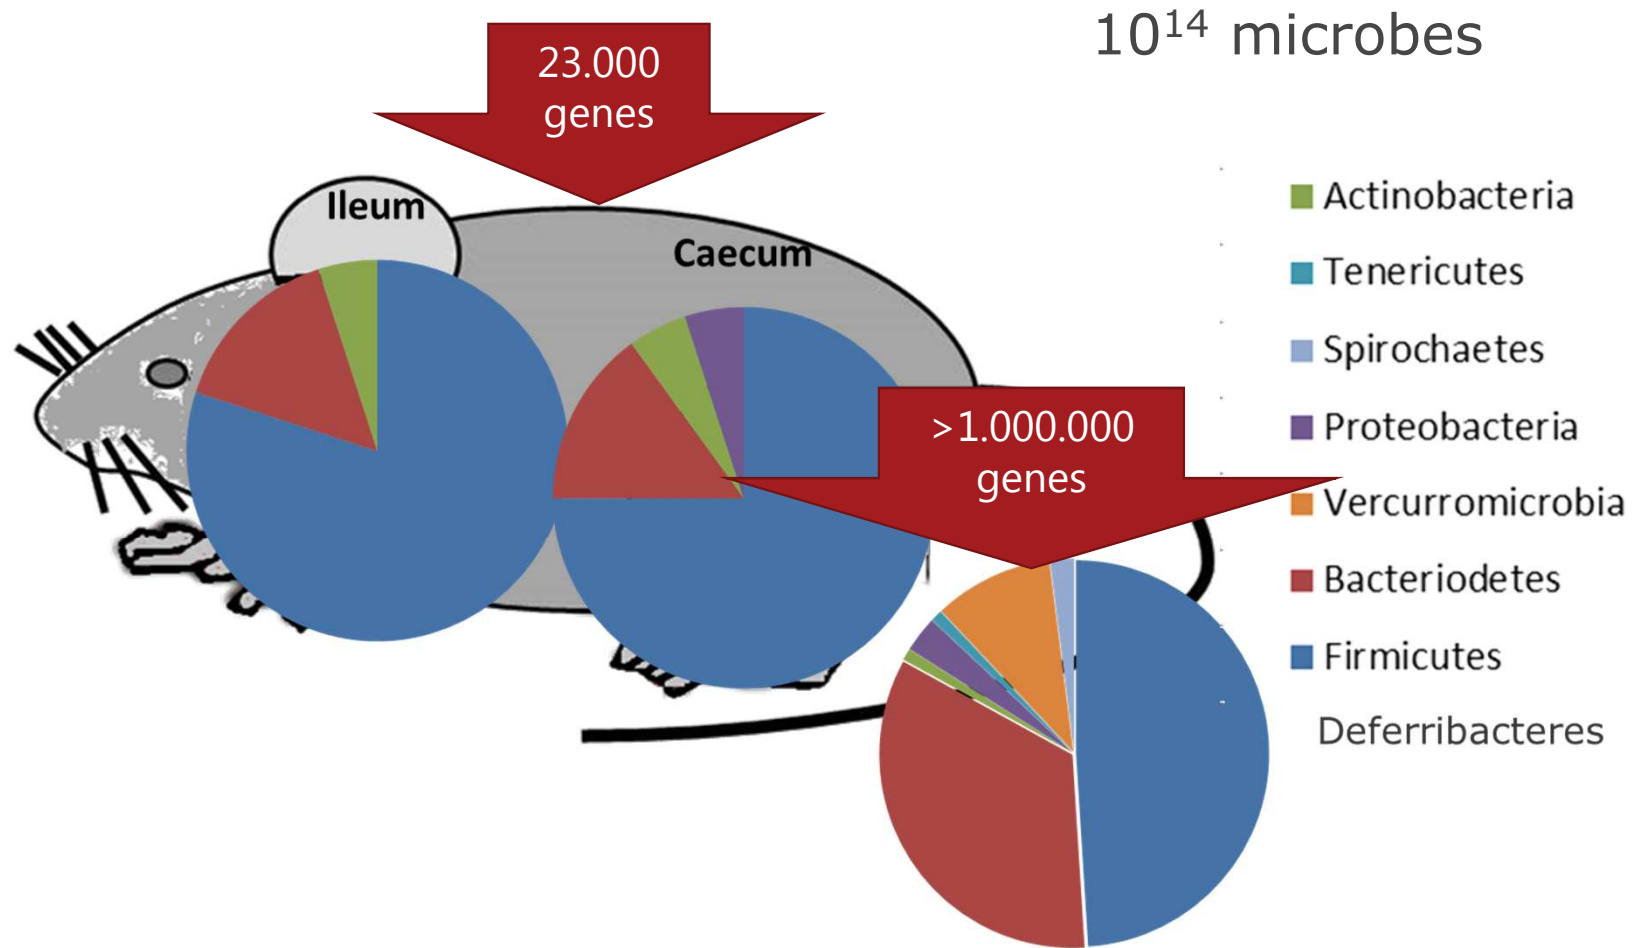 10¹⁴ microbes
23.000
genes
Ileum
Caecum
>1.000.000
genes
Actinobacteria
Tenericutes
Spirochaetes
Proteobacteria
Vercurromicrobia
Bacteriodetes
Firmicutes
Deferribacteres